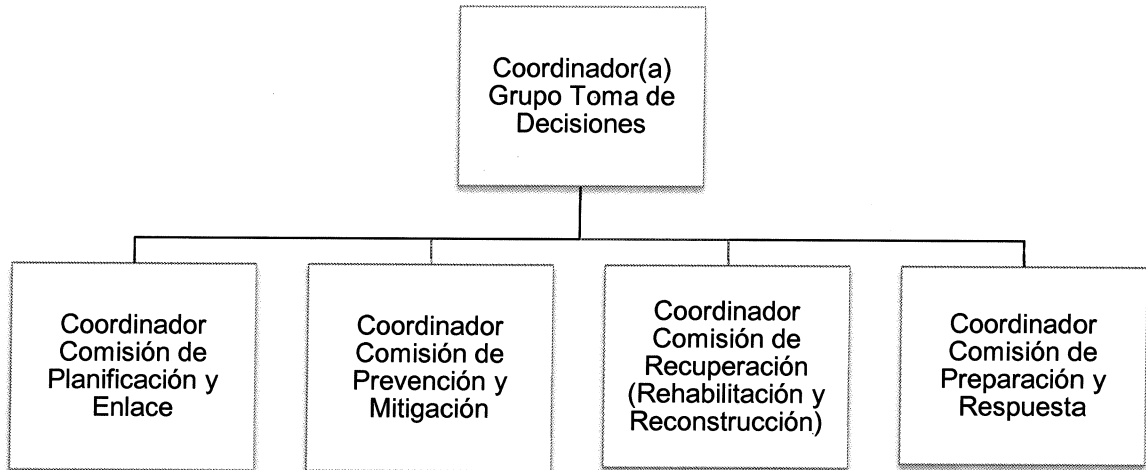 Coordinador(a)
Grupo Toma de
Decisiones
Coordinador
Comisión de
Planificación y
Enlace
Coordinador
Comisión de
Prevención y
Mitigación
Coordinador
Comisión de
Recuperación
(Rehabilitación y
Reconstrucción)
Coordinador
Comisión de
Preparación y
Respuesta